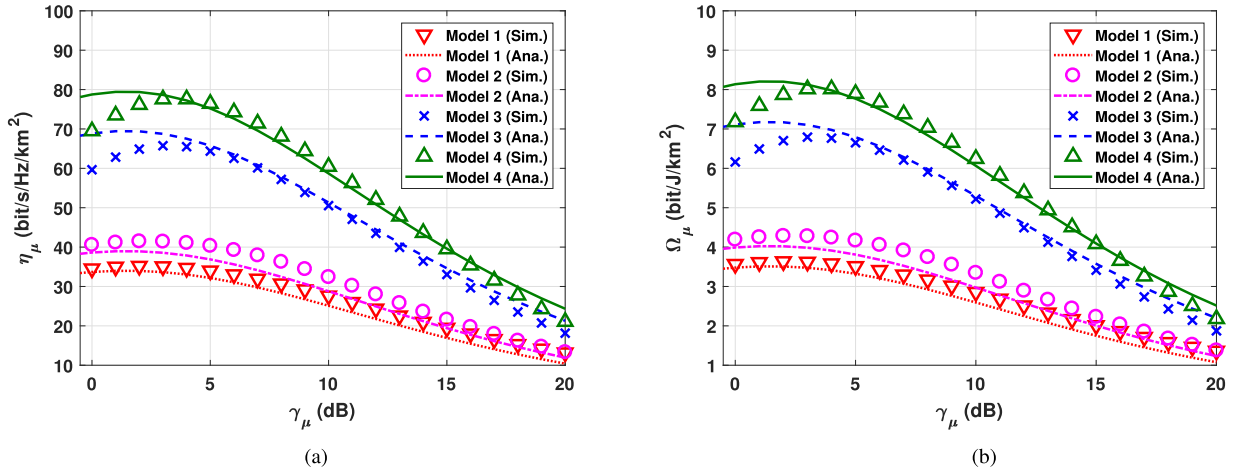 100
90
80
70
60
50
40
30
20
10
η_μ (bit/s/Hz/km²)
0
5
10
15
20
γ_μ (dB)
Model 1 (Sim.)
Model 1 (Ana.)
Model 2 (Sim.)
Model 2 (Ana.)
Model 3 (Sim.)
Model 3 (Ana.)
Model 4 (Sim.)
Model 4 (Ana.)
(a)
10
9
8
7
6
5
4
3
2
1
Ω_μ (bit/J/km²)
0
5
10
15
20
γ_μ (dB)
Model 1 (Sim.)
Model 1 (Ana.)
Model 2 (Sim.)
Model 2 (Ana.)
Model 3 (Sim.)
Model 3 (Ana.)
Model 4 (Sim.)
Model 4 (Ana.)
(b)